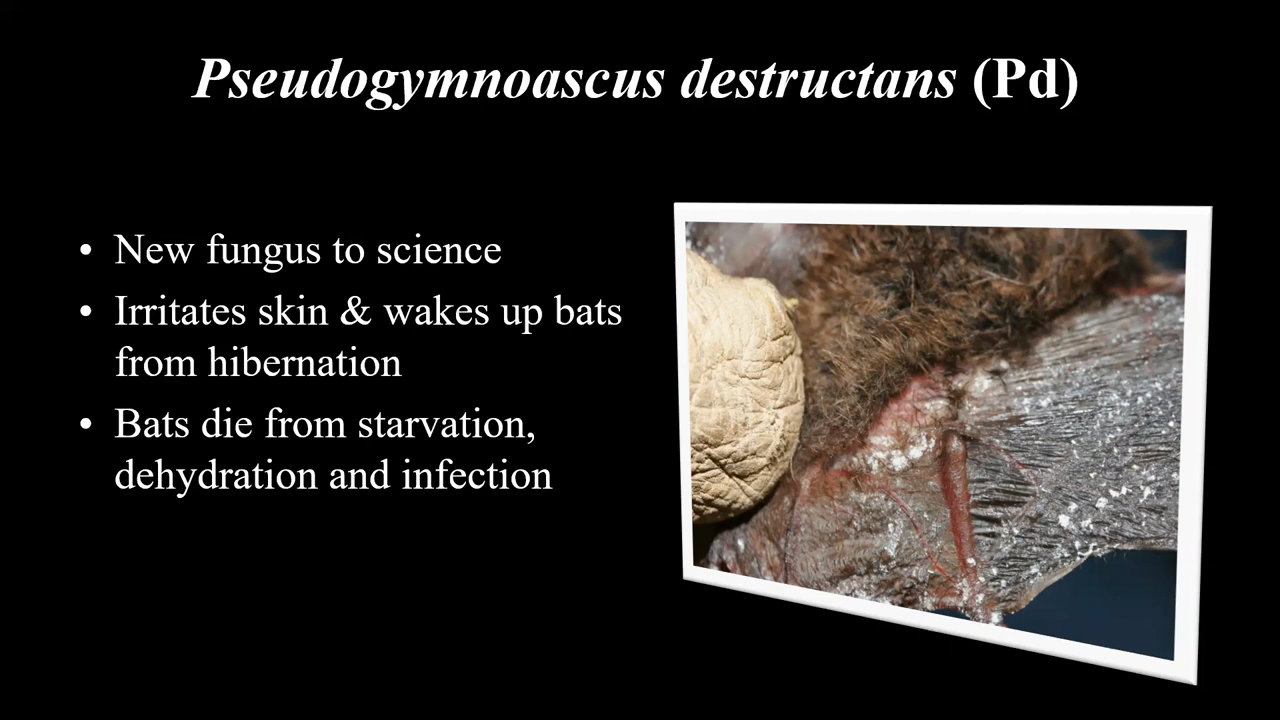 Pseudogymnoascus destructans (Pd)
• New fungus to science
• Irritates skin & wakes up bats
from hibernation
• Bats die from starvation,
dehydration and infection